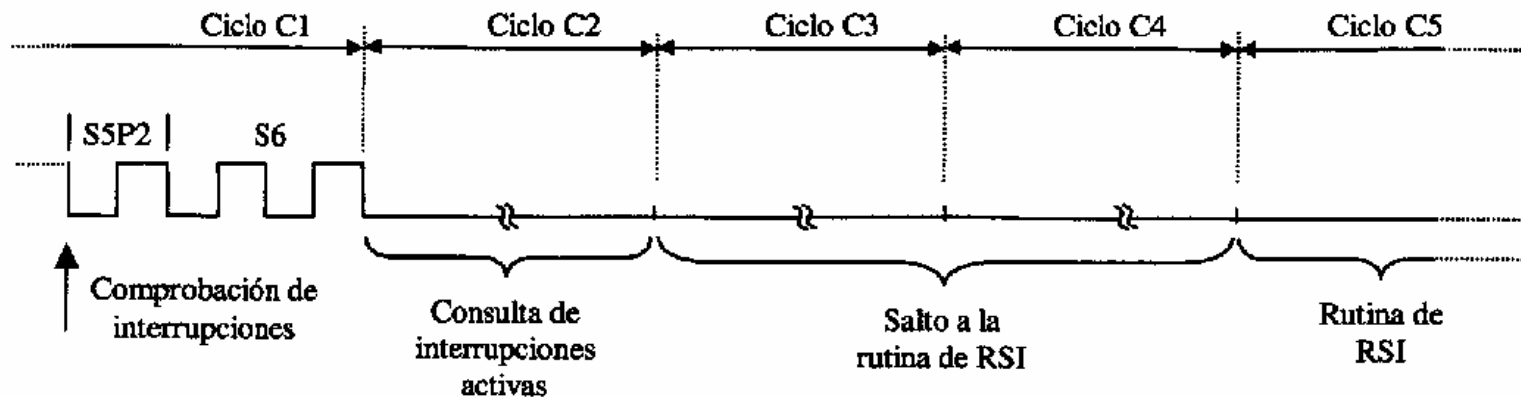 Ciclo C1
Ciclo C2
Ciclo C3
Ciclo C4
Ciclo C5
S5P2
S6
Comprobación de
interrupciones
Consulta de
interrupciones
activas
Salto a la
rutina de RSI
Rutina de
RSI